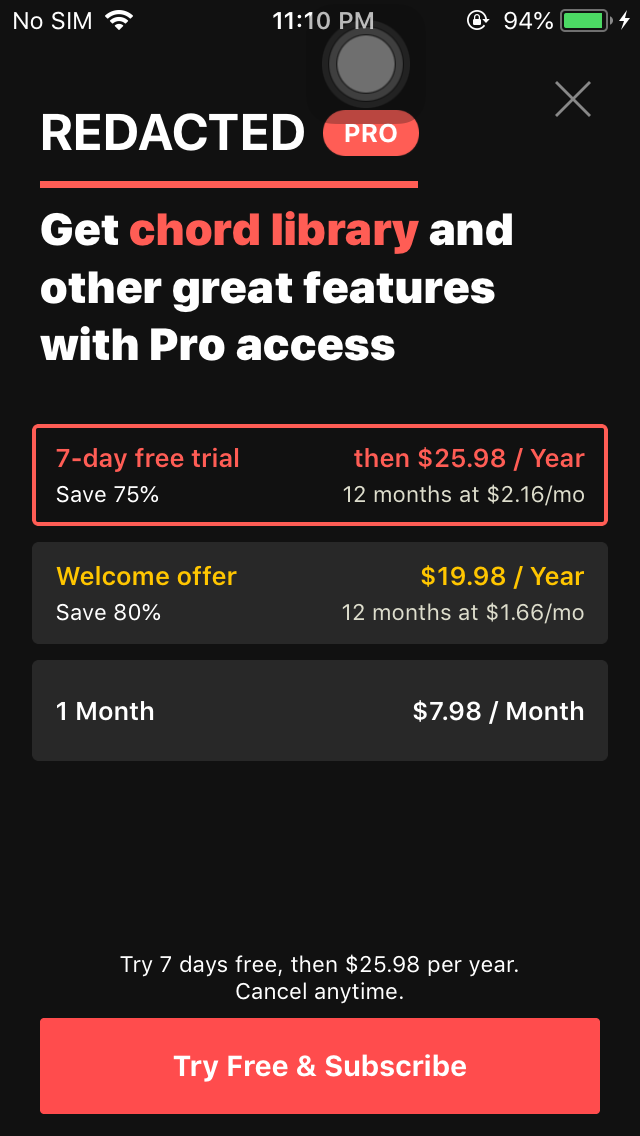 No SIM 11:10 PM 94%
REDACTED PRO
Get chord library and
other great features
with Pro access
7-day free trial then $25.98 / Year
Save 75% 12 months at $2.16/mo
Welcome offer $19.98 / Year
Save 80% 12 months at $1.66/mo
1 Month $7.98 / Month
Try 7 days free, then $25.98 per year.
Cancel anytime.
Try Free & Subscribe